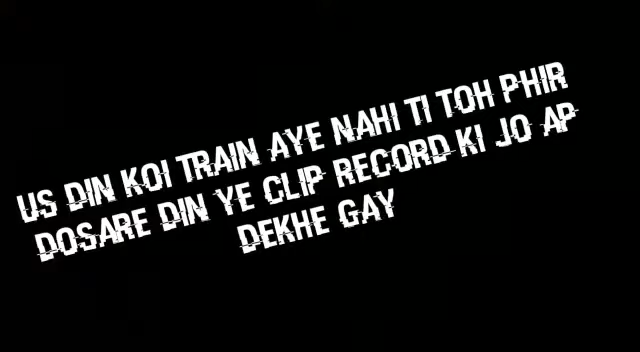 US DIN KOI TRAIN AYE NAHI TI TOH PHIR
DOSARE DIN YE CLIP RECORD KI JO AP
DEKHE GAY